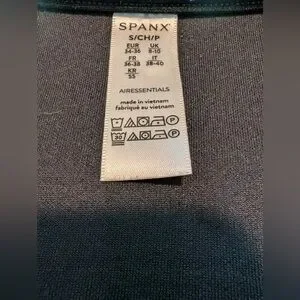 SPANX
S/CH/P
EUR UK
34-36 8-10
FR IT
36-38 38-40
KR
55
AIRESSENTIALS
made in vietnam
fabriqué au vietnam
P
30 P